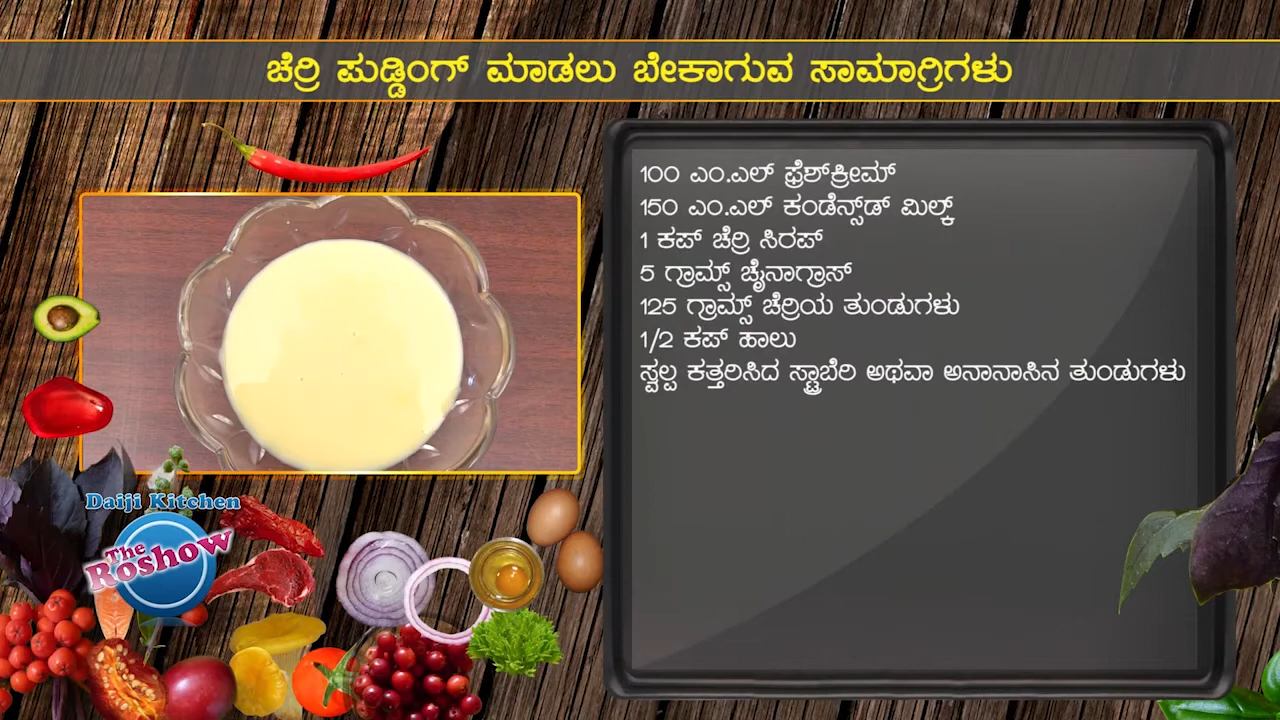 ಚೆರ್ರಿ ಪುಡ್ಡಿಂಗ್ ಮಾಡಲು ಬೇಕಾಗುವ ಸಾಮಾಗ್ರಿಗಳು
100 ಎಂ.ಎಲ್ ಫ್ರೆಶ್‌ಕ್ರೀಮ್
150 ಎಂ.ಎಲ್ ಕಂಡೆನ್ಸ್‌ಡ್ ಮಿಲ್ಕ್
1 ಕಪ್ ಚೆರ್ರಿ ಸಿರಪ್
5 ಗ್ರಾಮ್ಸ್ ಚೈನಾಗ್ರಾಸ್
125 ಗ್ರಾಮ್ಸ್ ಚೆರ್ರಿಯ ತುಂಡುಗಳು
1/2 ಕಪ್ ಹಾಲು
ಸ್ವಲ್ಪ ಕತ್ತರಿಸಿದ ಸ್ಟ್ರಾಬೆರಿ ಅಥವಾ ಅನಾನಾಸಿನ ತುಂಡುಗಳು
Daiji Kitchen
The
Roshow